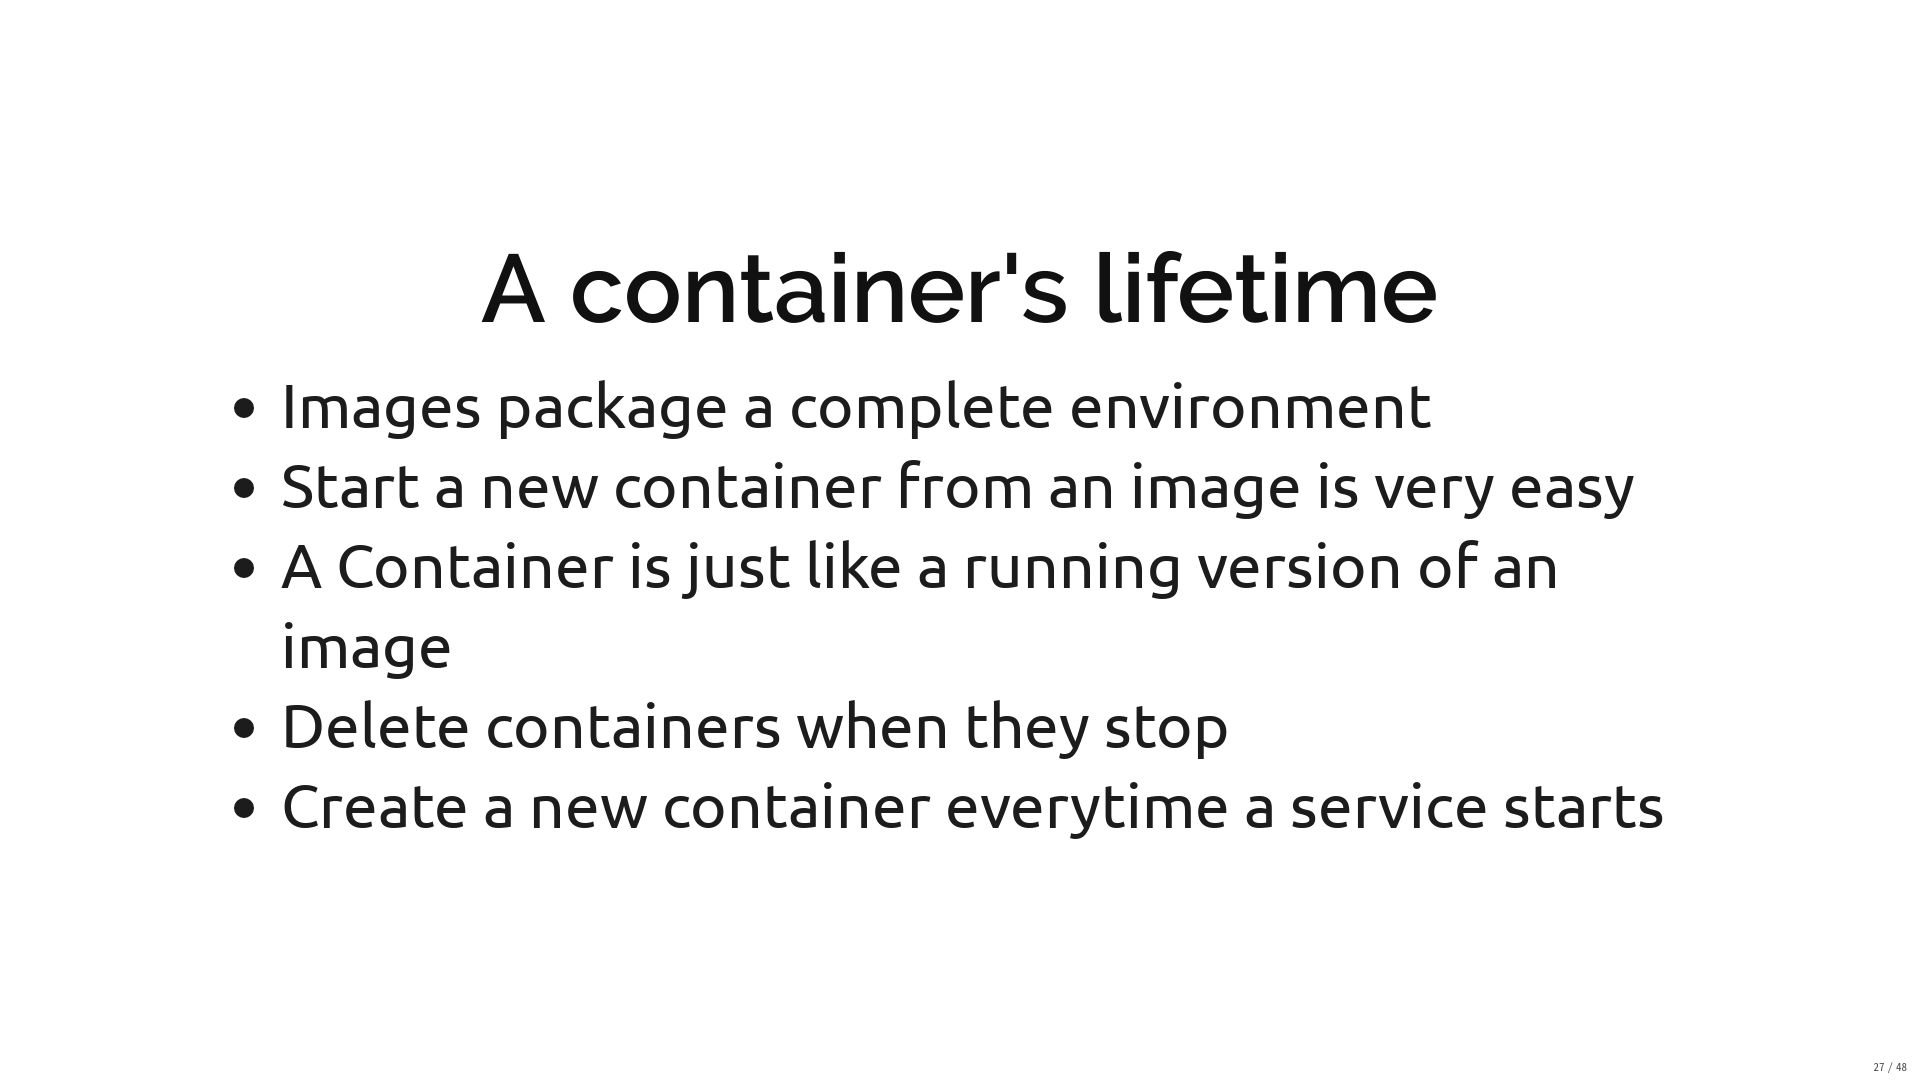 A container's lifetime
• Images package a complete environment
• Start a new container from an image is very easy
• A Container is just like a running version of an
image
• Delete containers when they stop
• Create a new container everytime a service starts
27 / 48